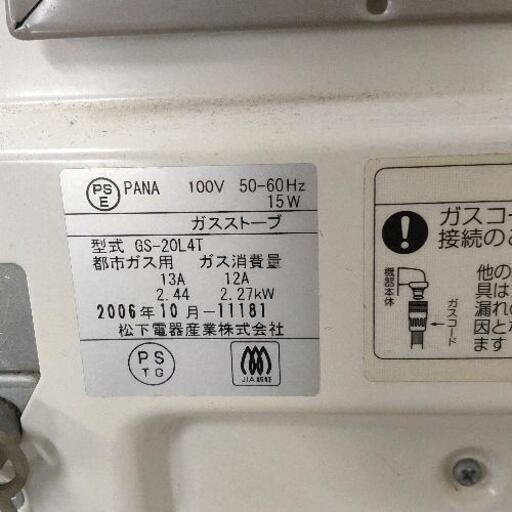 PS
E
PANA 100V 50-60Hz
15W
ガスストーブ
型式 GS-20L4T
都市ガス用 ガス消費量
13A 12A
2.44 2.27kW
2006年10月-11181
松下電器産業株式会社
PS
TG
JIA
ガスコー
接続のご
機器本体
ガスコード
他の
具は
漏れの
因とな
ます